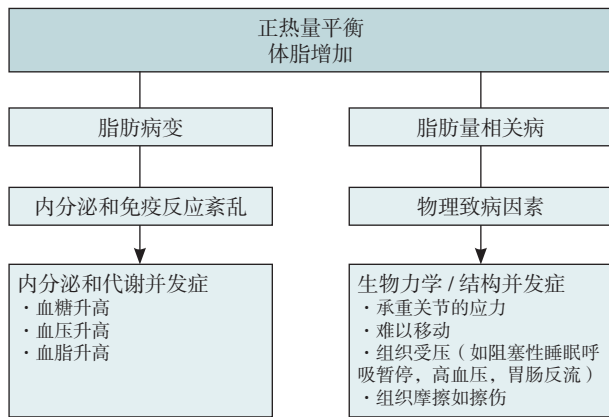 正热量平衡
体脂增加
脂肪病变
脂肪量相关病
内分泌和免疫反应紊乱
物理致病因素
内分泌和代谢并发症
·血糖升高
·血压升高
·血脂升高
生物力学 / 结构并发症
·承重关节的应力
·难以移动
·组织受压（如阻塞性睡眠呼
吸暂停，高血压，胃肠反流）
·组织摩擦如擦伤